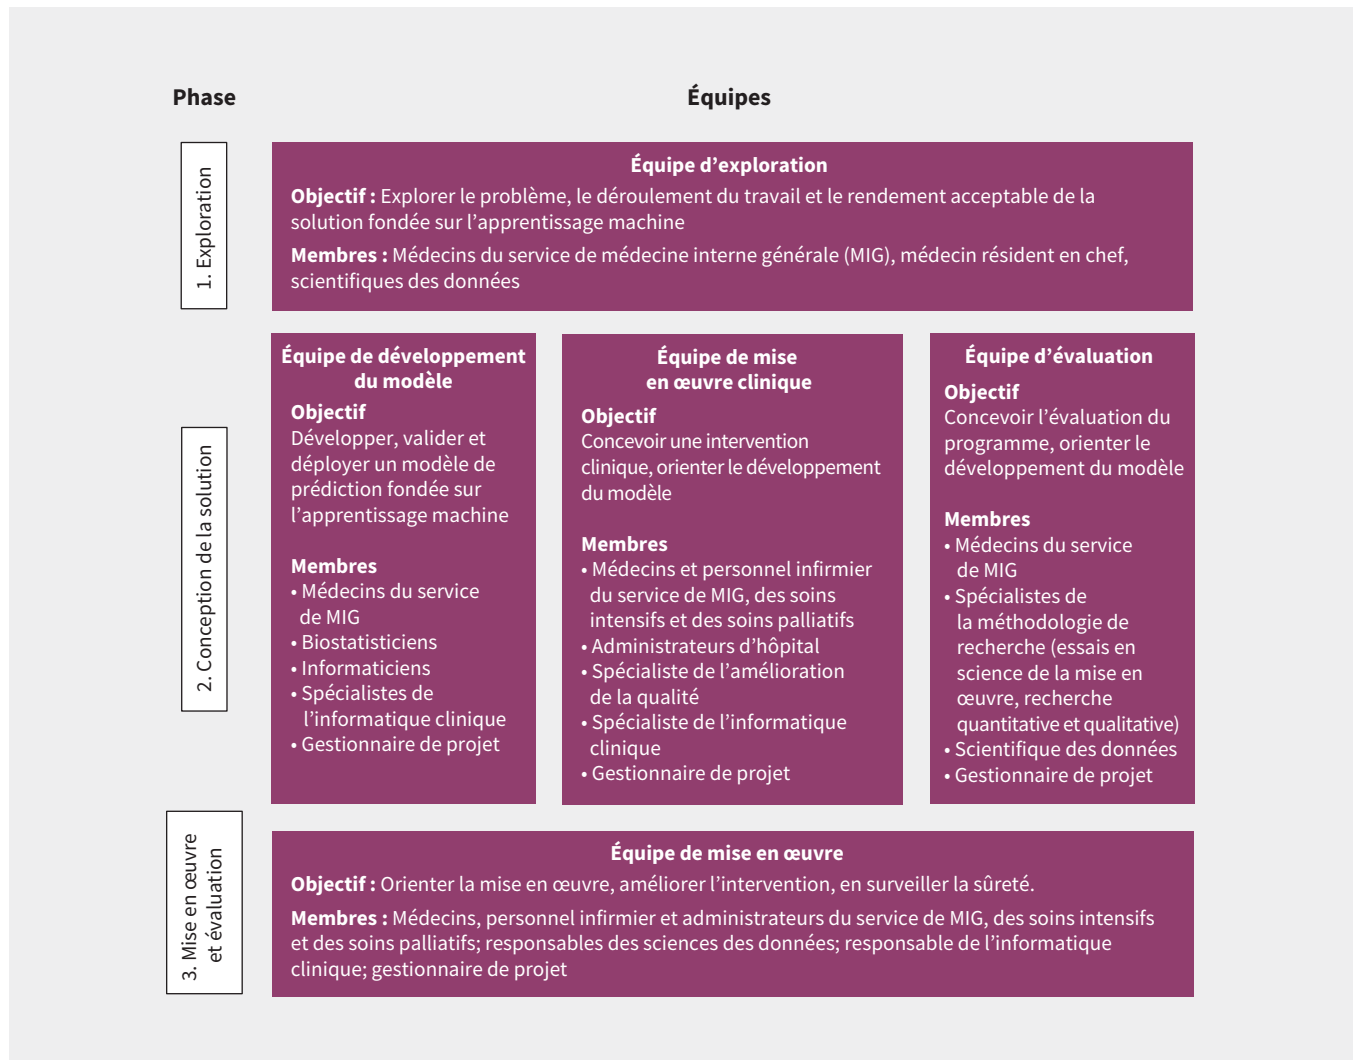 Phase
Équipes
1. Exploration
Équipe d’exploration
Objectif : Explorer le problème, le déroulement du travail et le rendement acceptable de la
solution fondée sur l’apprentissage machine
Membres : Médecins du service de médecine interne générale (MIG), médecin résident en chef,
scientifiques des données
2. Conception de la solution
Équipe de développement
du modèle
Objectif
Développer, valider et
déployer un modèle de
prédiction fondée sur
l’apprentissage machine
Membres
• Médecins du service
de MIG
• Biostatisticiens
• Informaticiens
• Spécialistes de
l’informatique clinique
• Gestionnaire de projet
Équipe de mise
en œuvre clinique
Objectif
Concevoir une intervention
clinique, orienter le développement
du modèle
Membres
• Médecins et personnel infirmier
du service de MIG, des soins
intensifs et des soins palliatifs
• Administrateurs d’hôpital
• Spécialiste de l’amélioration
de la qualité
• Spécialiste de l’informatique
clinique
• Gestionnaire de projet
Équipe d’évaluation
Objectif
Concevoir l’évaluation du
programme, orienter le
développement du modèle
Membres
• Médecins du service
de MIG
• Spécialistes de
la méthodologie de
recherche (essais en
science de la mise en
œuvre, recherche
quantitative et qualitative)
• Scientifique des données
• Gestionnaire de projet
3. Mise en œuvre
et évaluation
Équipe de mise en œuvre
Objectif : Orienter la mise en œuvre, améliorer l’intervention, en surveiller la sûreté.
Membres : Médecins, personnel infirmier et administrateurs du service de MIG, des soins intensifs
et des soins palliatifs; responsables des sciences des données; responsable de l’informatique
clinique; gestionnaire de projet